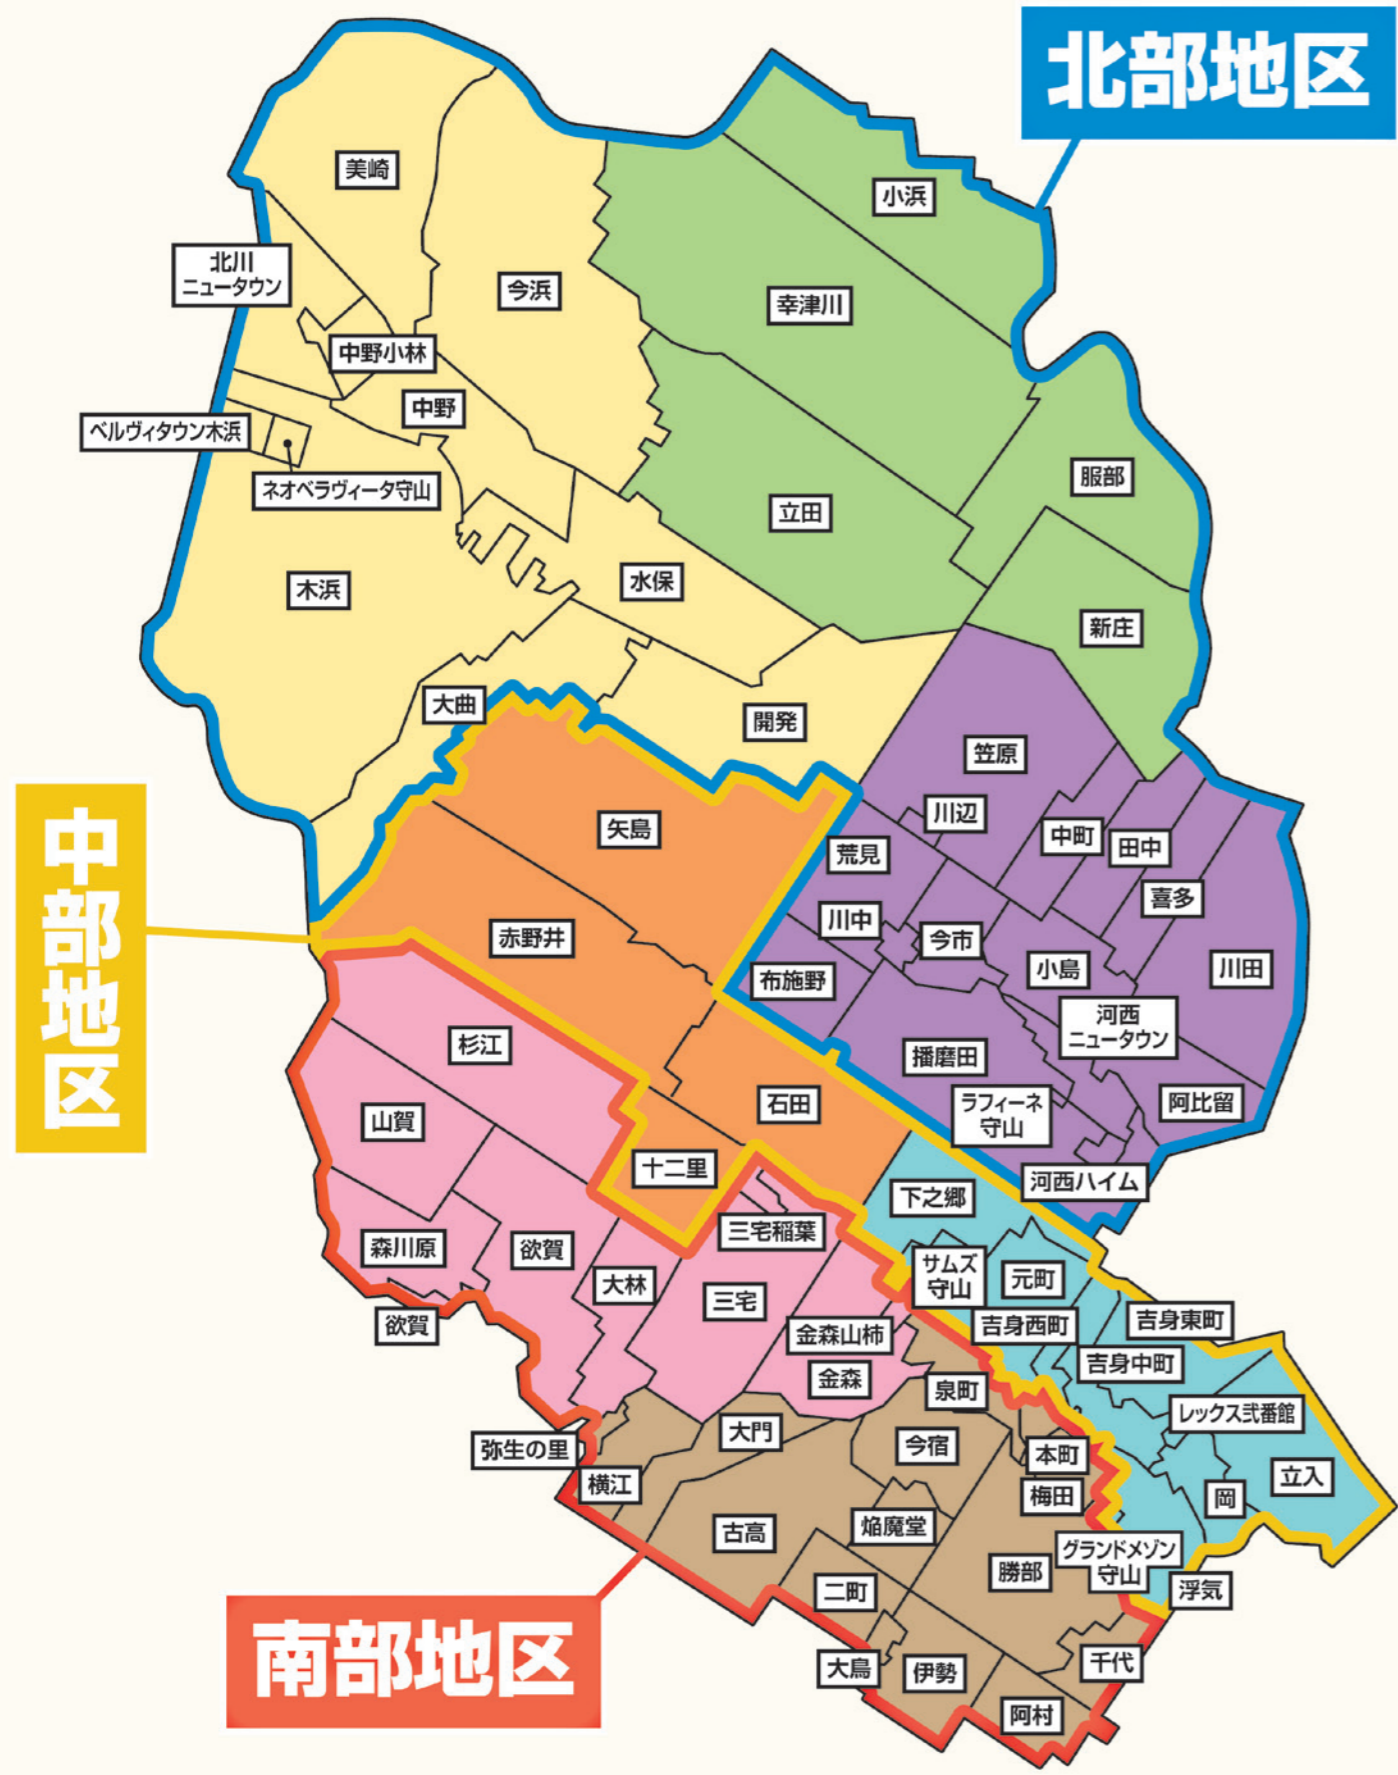 北部地区
美崎
小浜
北川
ニュータウン
今浜
幸津川
中野小林
中野
ベルヴィタウン木浜
ネオベラヴィータ守山
服部
立田
木浜
水保
新庄
大曲
開発
笠原
中部地区
矢島
川辺
中町
田中
荒見
喜多
川中
赤野井
今市
小島
川田
布施野
河西
ニュータウン
杉江
播磨田
石田
ラフィーネ
守山
阿比留
山賀
十二里
河西ハイム
下之郷
三宅稲葉
森川原
欲賀
サムズ
守山
元町
大林
三宅
欲賀
金森山柿
吉身西町
吉身東町
吉身中町
金森
泉町
レックス弐番館
弥生の里
大門
今宿
本町
横江
梅田
岡
立入
古高
焔魔堂
グランドメゾン
守山
勝部
二町
浮気
南部地区
大鳥
伊勢
千代
阿村